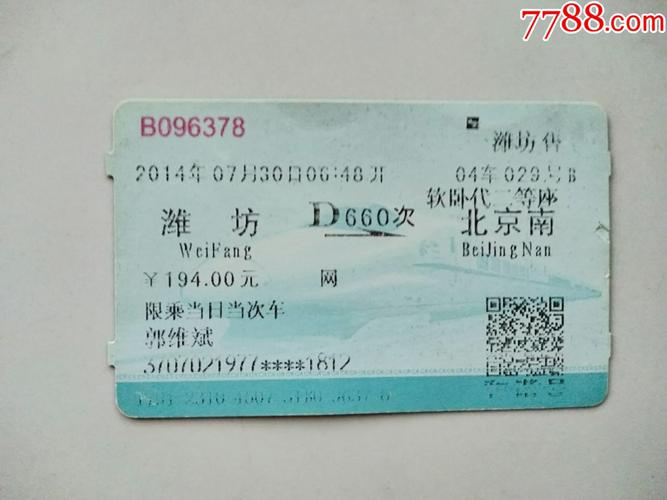 7788.com
B096378
潍坊售
2014年07月30日06:48开 04车029号B
软卧代二等座
潍坊 D660次 北京南
WeiFang BeiJingNan
￥194.00元 网
限乘当日当次车
郭维斌
3707021977****1812